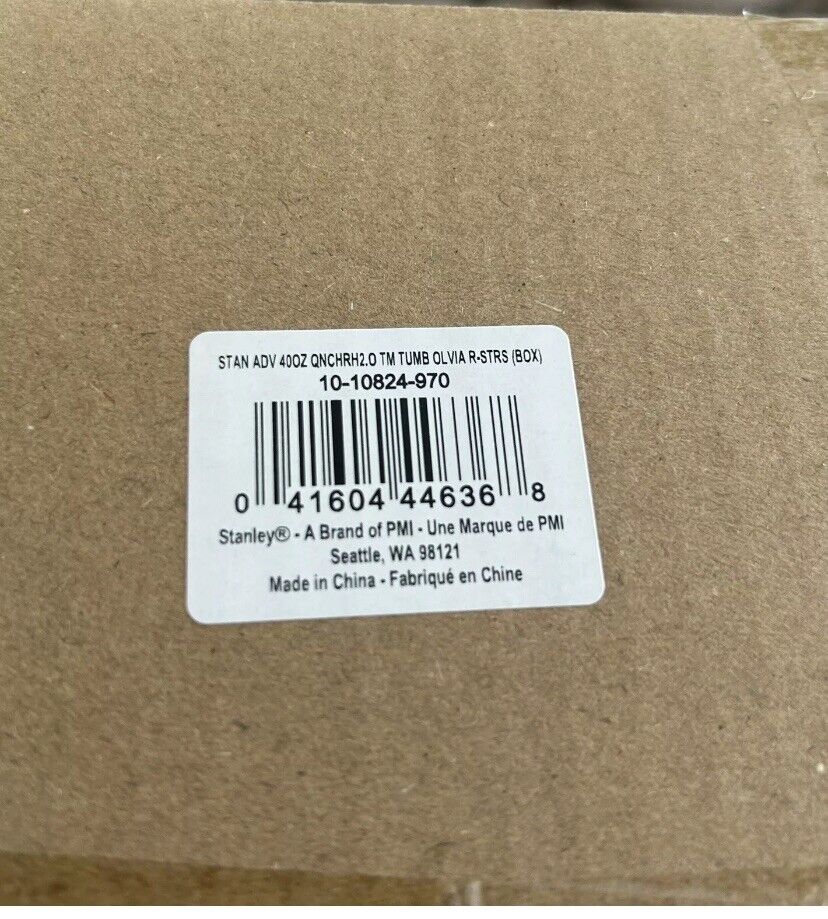 STAN ADV 40OZ QNCHRH2.O TM TUMB OLVIA R-STRS (BOX)
10-10824-970
0 41604 44636 8
Stanley® - A Brand of PMI - Une Marque de PMI
Seattle, WA 98121
Made in China - Fabriqué en Chine